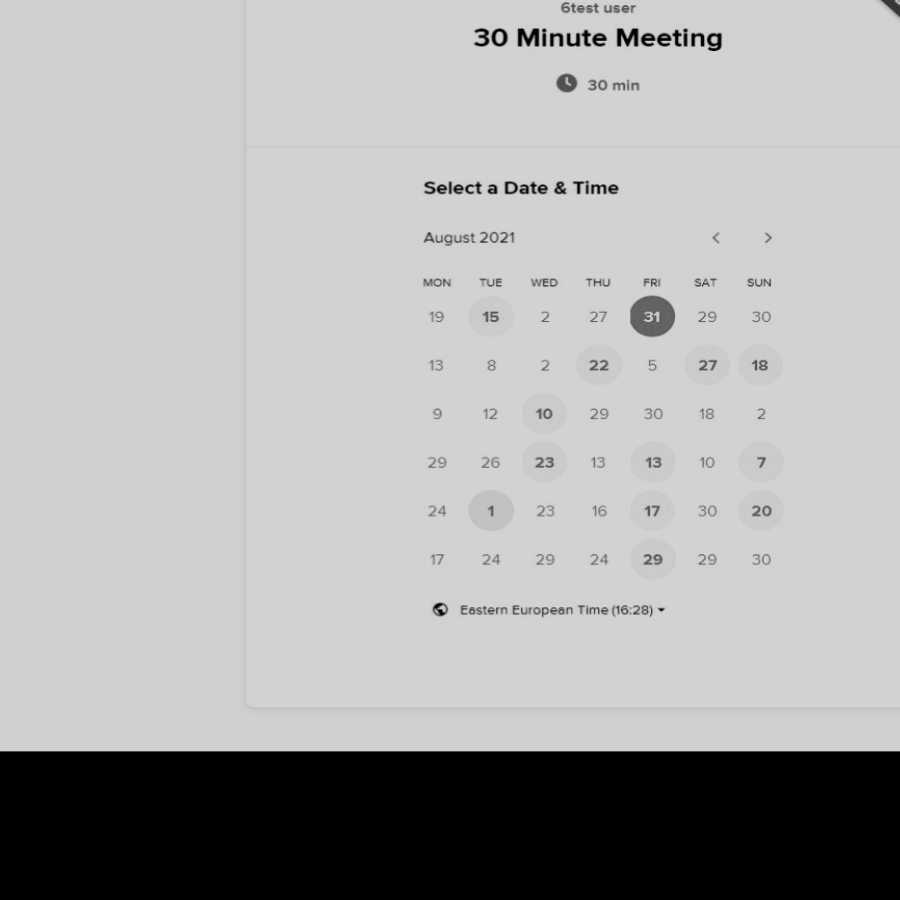 6test user
30 Minute Meeting
30 min
Select a Date & Time
August 2021
MON TUE WED THU FRI SAT SUN
19 15 2 27 31 29 30
13 8 2 22 5 27 18
9 12 10 29 30 18 2
29 26 23 13 13 10 7
24 1 23 16 17 30 20
17 24 29 24 29 29 30
Eastern European Time (16:28)